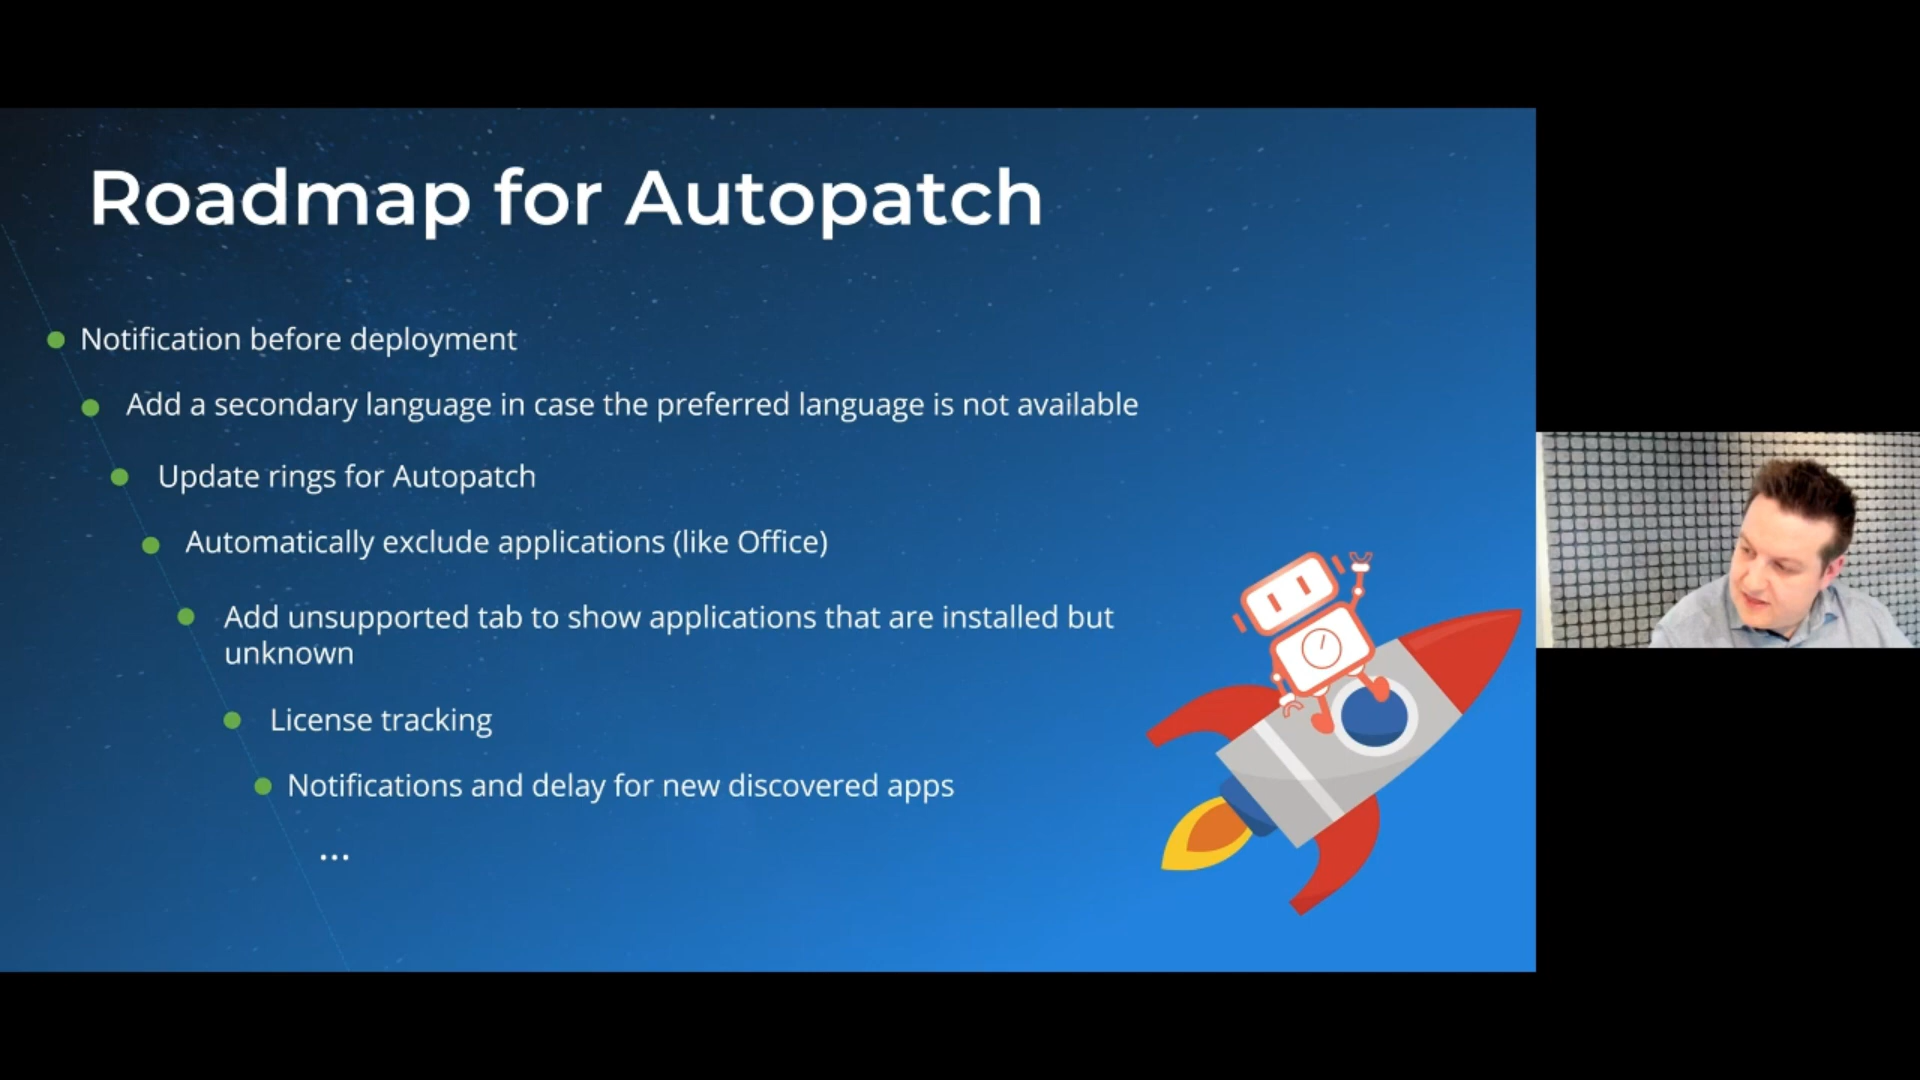 Roadmap for Autopatch
Notification before deployment
Add a secondary language in case the preferred language is not available
Update rings for Autopatch
Automatically exclude applications (like Office)
Add unsupported tab to show applications that are installed but
unknown
License tracking
Notifications and delay for new discovered apps
...